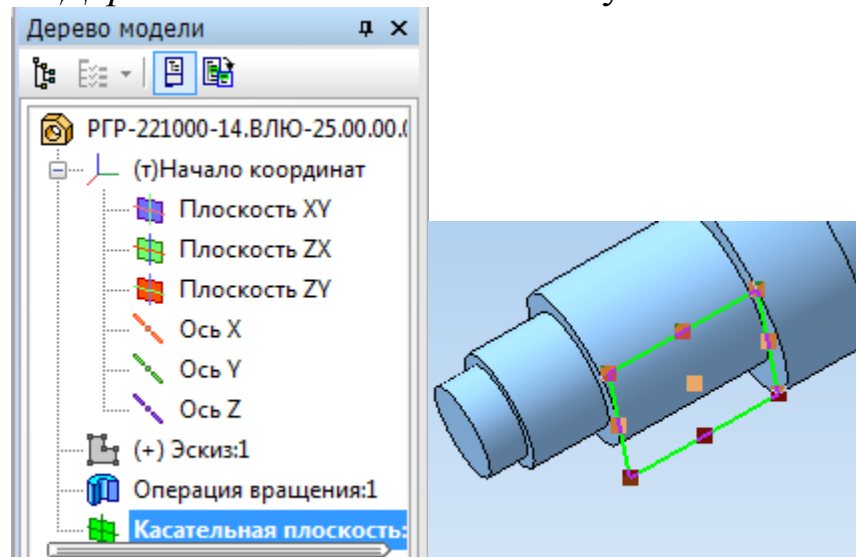 Дерево модели
РГР-221000-14.ВЛЮ-25.00.00.
(т)Начало координат
Плоскость XY
Плоскость ZX
Плоскость ZY
Ось X
Ось Y
Ось Z
(+) Эскиз:1
Операция вращения:1
Касательная плоскость: